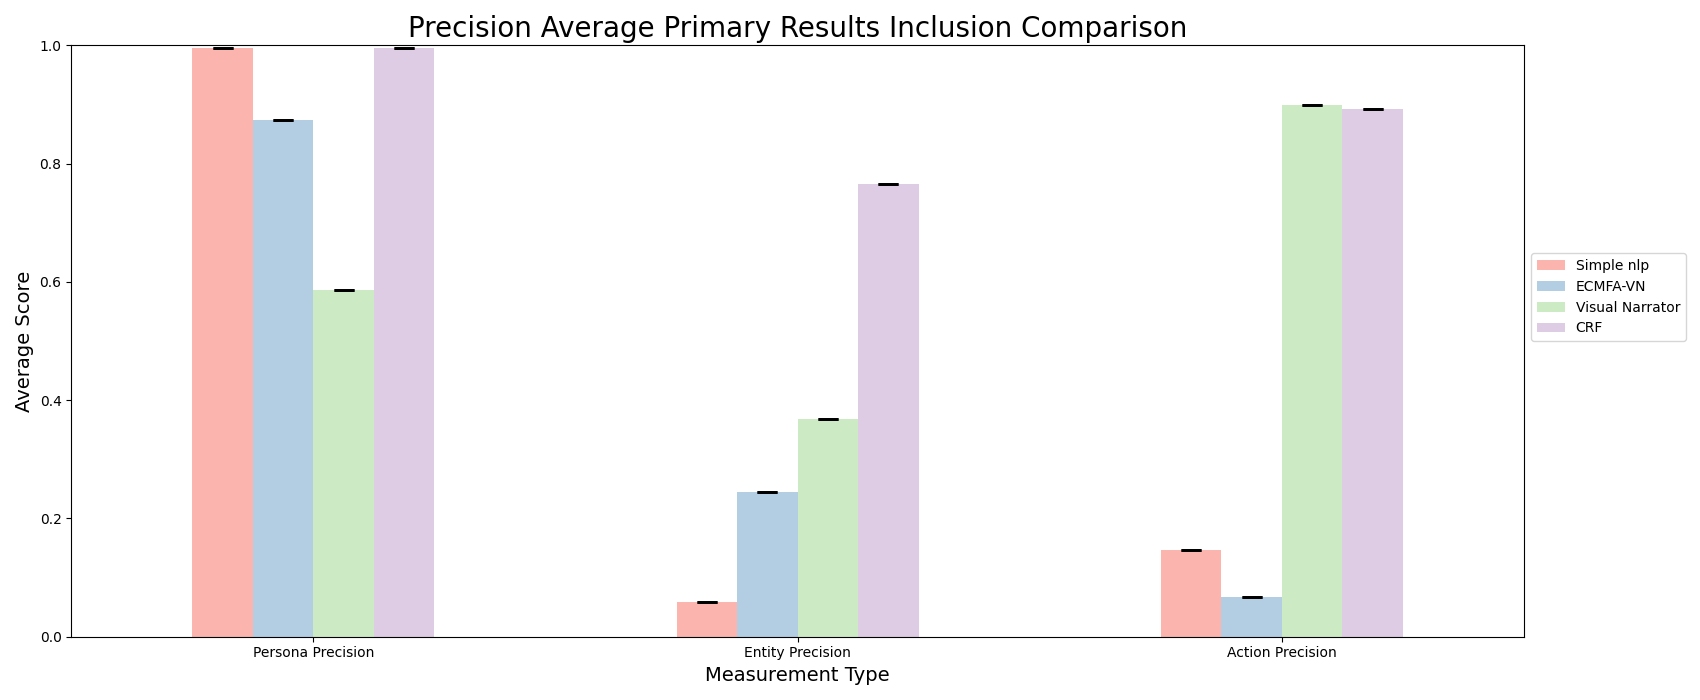 Precision Average Primary Results Inclusion Comparison
1.0
0.8
0.6
0.4
0.2
0.0
Average Score
Persona Precision
Entity Precision
Action Precision
Measurement Type
Simple nlp
ECMFA-VN
Visual Narrator
CRF